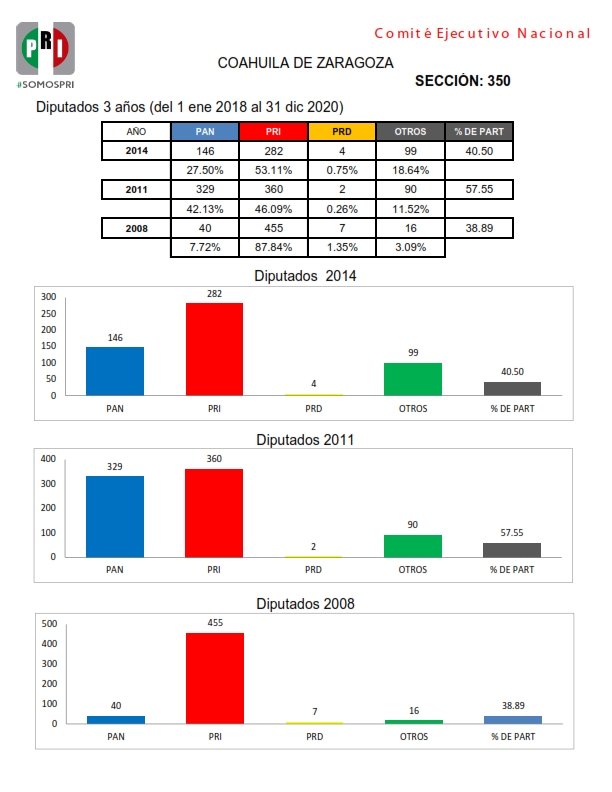 Comité Ejecutivo Nacional
PRI
#SOMOSPRI
COAHUILA DE ZARAGOZA
SECCIÓN: 350
Diputados 3 años (del 1 ene 2018 al 31 dic 2020)
AÑO PAN PRI PRD OTROS % DE PART
2014 146 282 4 99 40.50
27.50% 53.11% 0.75% 18.64%
2011 329 360 2 90 57.55
42.13% 46.09% 0.26% 11.52%
2008 40 455 7 16 38.89
7.72% 87.84% 1.35% 3.09%
Diputados 2014
300
250
200
150
100
50
0
146
282
4
99
40.50
PAN PRI PRD OTROS % DE PART
Diputados 2011
400
300
200
100
0
329
360
2
90
57.55
PAN PRI PRD OTROS % DE PART
Diputados 2008
500
400
300
200
100
0
40
455
7
16
38.89
PAN PRI PRD OTROS % DE PART